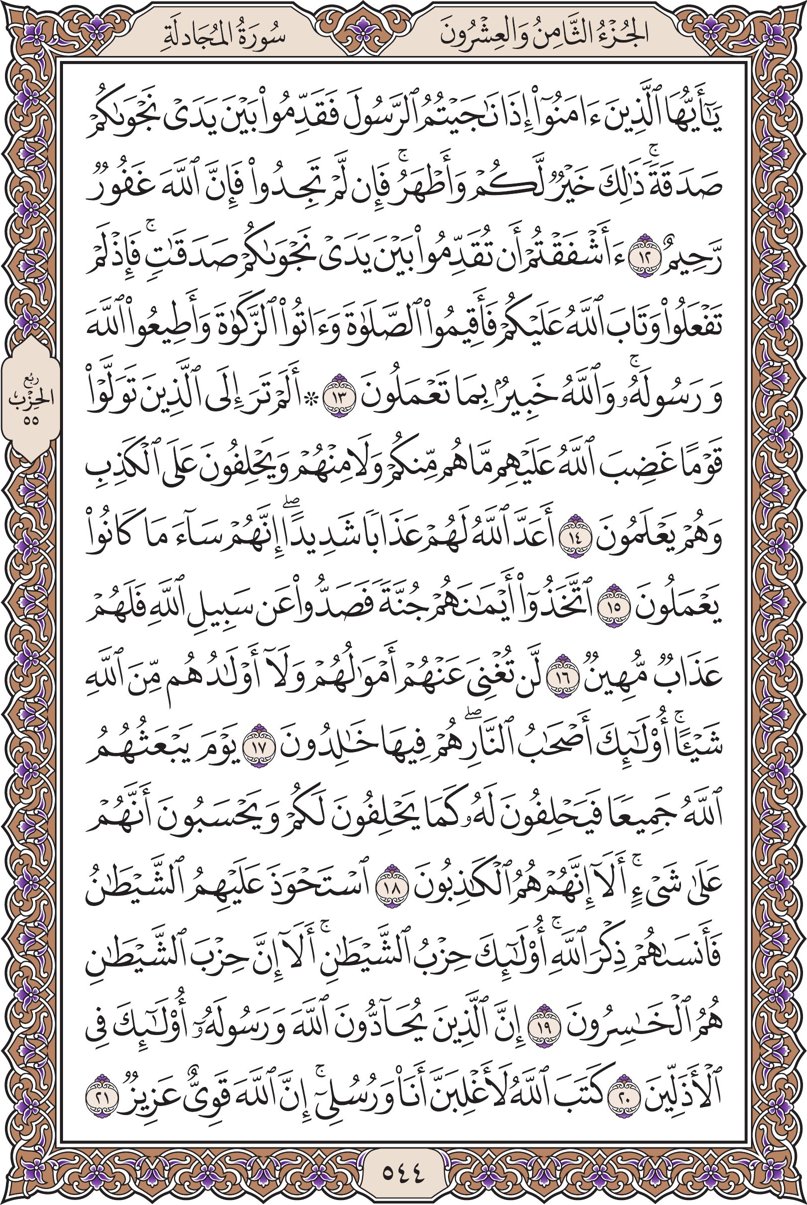 الجُزْءُ الثَّامِنُ وَالعِشْرُونَ
سُورَةُ المُجَادلَةِ
يَٰٓأَيُّهَا ٱلَّذِينَ ءَامَنُوٓا۟ إِذَا نَٰجَيْتُمُ ٱلرَّسُولَ فَقَدِّمُوا۟ بَيْنَ يَدَىْ نَجْوَىٰكُمْ
صَدَقَةً ۚ ذَٰلِكَ خَيْرٌ لَّكُمْ وَأَطْهَرُ ۚ فَإِن لَّمْ تَجِدُوا۟ فَإِنَّ ٱللَّهَ غَفُورٌ
رَّحِيمٌ ١٢ ءَأَشْفَقْتُمْ أَن تُقَدِّمُوا۟ بَيْنَ يَدَىْ نَجْوَىٰكُمْ صَدَقَٰتٍ ۚ فَإِذْ لَمْ
تَفْعَلُوا۟ وَتَابَ ٱللَّهُ عَلَيْكُمْ فَأَقِيمُوا۟ ٱلصَّلَوٰةَ وَءَاتُوا۟ ٱلزَّكَوٰةَ وَأَطِيعُوا۟ ٱللَّهَ
وَرَسُولَهُۥ ۚ وَٱللَّهُ خَبِيرٌۢ بِمَا تَعْمَلُونَ ١٣ ۞ أَلَمْ تَرَ إِلَى ٱلَّذِينَ تَوَلَّوْا۟
قَوْمًا غَضِبَ ٱللَّهُ عَلَيْهِم مَّا هُم مِّنكُمْ وَلَا مِنْهُمْ وَيَحْلِفُونَ عَلَى ٱلْكَذِبِ
وَهُمْ يَعْلَمُونَ ١٤ أَعَدَّ ٱللَّهُ لَهُمْ عَذَابًا شَدِيدًا ۖ إِنَّهُمْ سَآءَ مَا كَانُوا۟
يَعْمَلُونَ ١٥ ٱتَّخَذُوٓا۟ أَيْمَٰنَهُمْ جُنَّةً فَصَدُّوا۟ عَن سَبِيلِ ٱللَّهِ فَلَهُمْ
عَذَابٌ مُّهِينٌ ١٦ لَّن تُغْنِىَ عَنْهُمْ أَمْوَٰلُهُمْ وَلَآ أَوْلَٰدُهُم مِّنَ ٱللَّهِ
شَيْـًٔا ۚ أُو۟لَٰٓئِكَ أَصْحَٰبُ ٱلنَّارِ ۖ هُمْ فِيهَا خَٰلِدُونَ ١٧ يَوْمَ يَبْعَثُهُمُ
ٱللَّهُ جَمِيعًا فَيَحْلِفُونَ لَهُۥ كَمَا يَحْلِفُونَ لَكُمْ وَيَحْسَبُونَ أَنَّهُمْ
عَلَىٰ شَىْءٍ ۚ أَلَآ إِنَّهُمْ هُمُ ٱلْكَٰذِبُونَ ١٨ ٱسْتَحْوَذَ عَلَيْهِمُ ٱلشَّيْطَٰنُ
فَأَنسَىٰهُمْ ذِكْرَ ٱللَّهِ ۚ أُو۟لَٰٓئِكَ حِزْبُ ٱلشَّيْطَٰنِ ۚ أَلَآ إِنَّ حِزْبَ ٱلشَّيْطَٰنِ
هُمُ ٱلْخَٰسِرُونَ ١٩ إِنَّ ٱلَّذِينَ يُحَآدُّونَ ٱللَّهَ وَرَسُولَهُۥٓ أُو۟لَٰٓئِكَ فِى
ٱلْأَذَلِّينَ ٢٠ كَتَبَ ٱللَّهُ لَأَغْلِبَنَّ أَنَا۠ وَرُسُلِىٓ ۚ إِنَّ ٱللَّهَ قَوِىٌّ عَزِيزٌ ٢١
رُبْع
الحِزْب
٥٥
٥٤٤